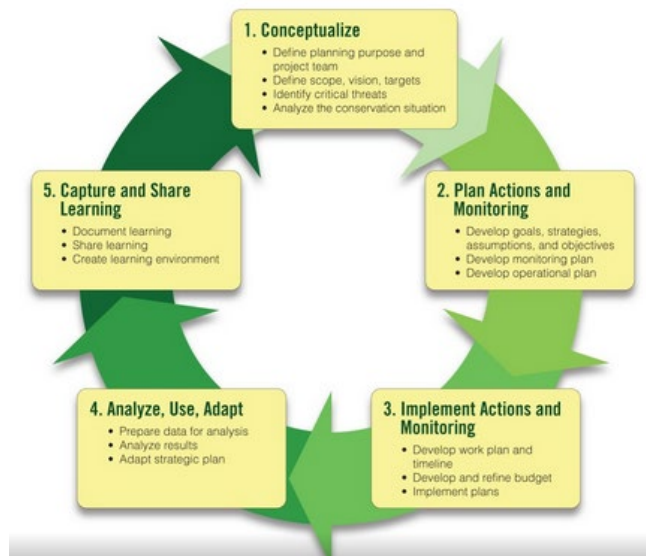 1. Conceptualize
• Define planning purpose and
project team
• Define scope, vision, targets
• Identify critical threats
• Analyze the conservation situation
2. Plan Actions and
Monitoring
• Develop goals, strategies,
assumptions, and objectives
• Develop monitoring plan
• Develop operational plan
3. Implement Actions and
Monitoring
• Develop work plan and
timeline
• Develop and refine budget
• Implement plans
4. Analyze, Use, Adapt
• Prepare data for analysis
• Analyze results
• Adapt strategic plan
5. Capture and Share
Learning
• Document learning
• Share learning
• Create learning environment